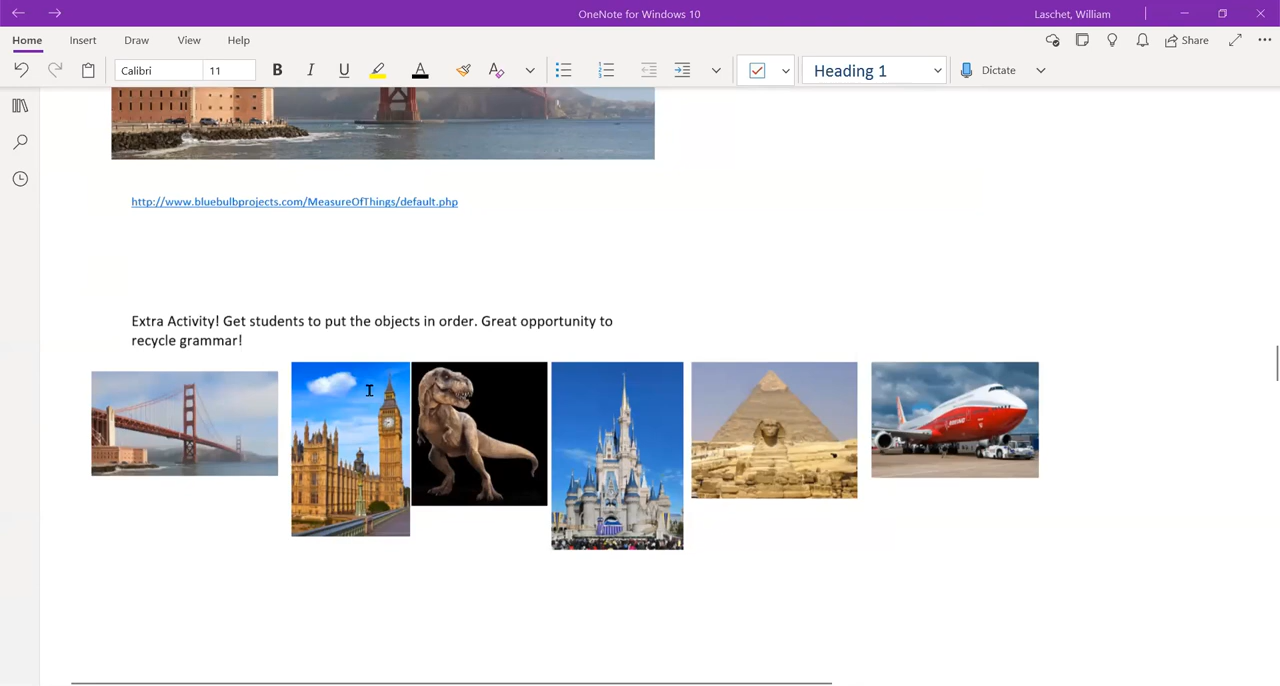 OneNote for Windows 10
Laschet, William
Home
Insert
Draw
View
Help
Share
Calibri
11
B
I
U
A
A
Heading 1
Dictate
http://www.bluebulbprojects.com/MeasureOfThings/default.php
Extra Activity! Get students to put the objects in order. Great opportunity to
recycle grammar!
BOEING